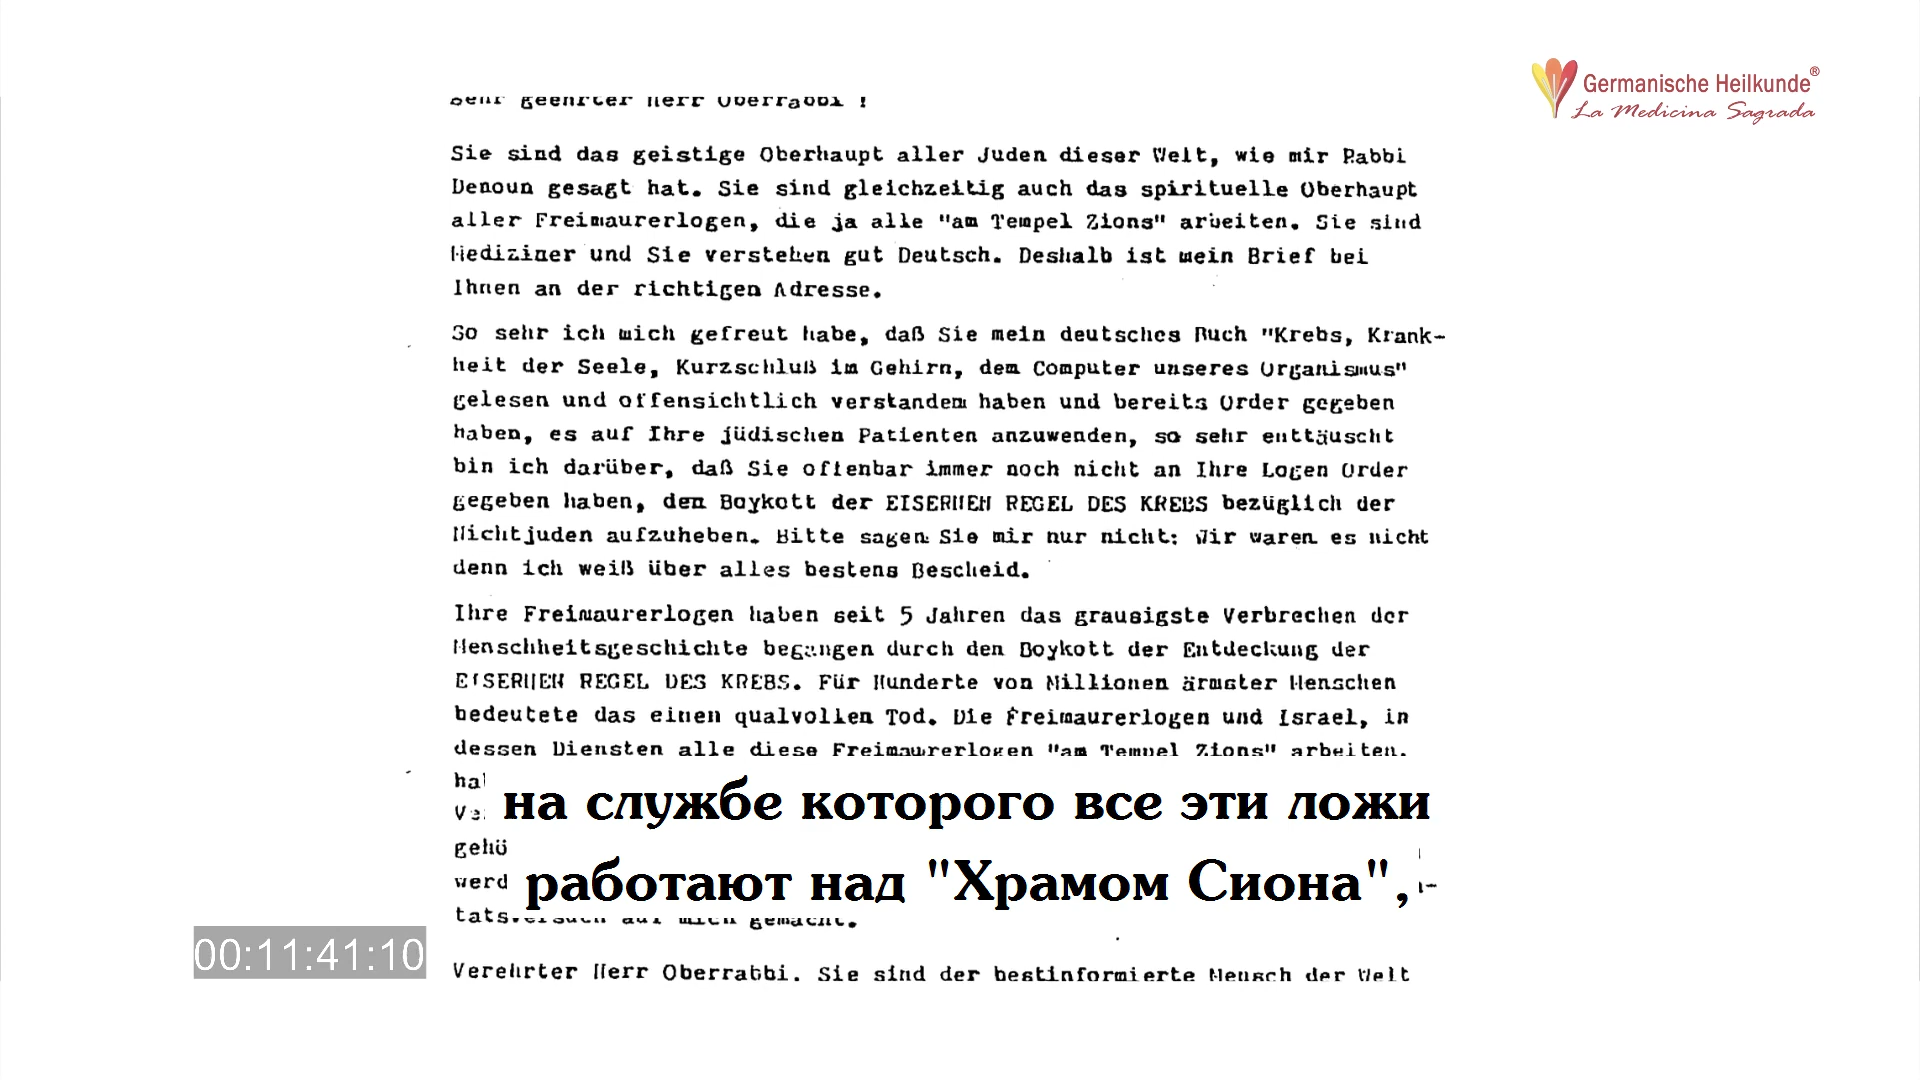 Germanische Heilkunde®
La Medicina Sagrada
Sehr geehrter Herr Oberrabbi !
Sie sind das geistige Oberhaupt aller Juden dieser Welt, wie mir Rabbi
Denoun gesagt hat. Sie sind gleichzeitig auch das spirituelle Oberhaupt
aller Freimaurerlogen, die ja alle "am Tempel Zions" arbeiten. Sie sind
Mediziner und Sie verstehen gut Deutsch. Deshalb ist mein Brief bei
Ihnen an der richtigen Adresse.
So sehr ich mich gefreut habe, daß Sie mein deutsches Buch "Krebs, Krank-
heit der Seele, Kurzschluß im Gehirn, dem Computer unseres Organismus"
gelesen und offensichtlich verstanden haben und bereits Order gegeben
haben, es auf Ihre jüdischen Patienten anzuwenden, so sehr enttäuscht
bin ich darüber, daß Sie offenbar immer noch nicht an Ihre Logen Order
gegeben haben, den Boykott der EISERNEN REGEL DES KREBS bezüglich der
Nichtjuden aufzuheben. Bitte sagen Sie mir nur nicht: Wir waren es nicht
denn ich weiß über alles bestens Bescheid.
Ihre Freimaurerlogen haben seit 5 Jahren das grausigste Verbrechen der
Menschheitsgeschichte begangen durch den Boykott der Entdeckung der
EISERNEN REGEL DES KREBS. Für Hunderte von Millionen ärmster Menschen
bedeutete das einen qualvollen Tod. Die Freimaurerlogen und Israel, in
dessen Diensten alle diese Freimaurerlogen "am Tempel Zions" arbeiten.
на службе которого все эти ложи
gehö
werd работают над "Храмом Сиона",
tatsversuch auf mich gemacht.
00:11:41:10
Verehrter Herr Oberrabbi. Sie sind der bestinformierte Mensch der Welt